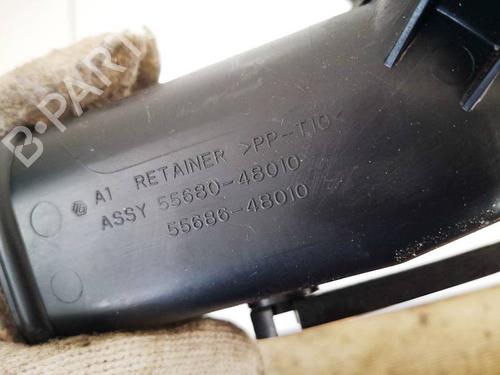 B-PARTS
A1 RETAINER >PP-T10<
ASSY 55680-48010
55686-48010